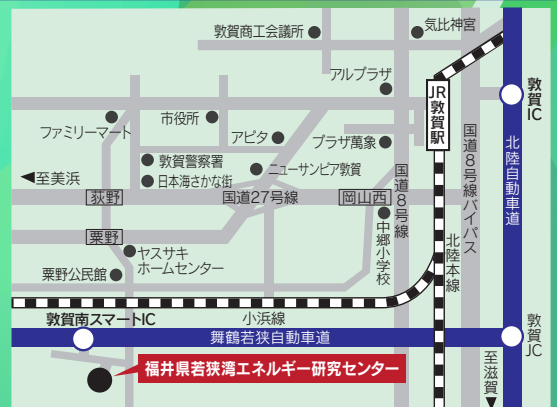 敦賀商工会議所
気比神宮
アルプラザ
JR敦賀駅
敦賀IC
ファミリーマート
市役所
アピタ
プラザ萬象
国道8号線バイパス
北陸自動車道
敦賀警察署
ニューサンピア敦賀
至美浜
日本海さかな街
国道8号線
荻野
国道27号線
岡山西
粟野
中郷小学校
ヤスサキ
ホームセンター
北陸本線
粟野公民館
敦賀南スマートIC
小浜線
舞鶴若狭自動車道
敦賀JC
至滋賀
福井県若狭湾エネルギー研究センター